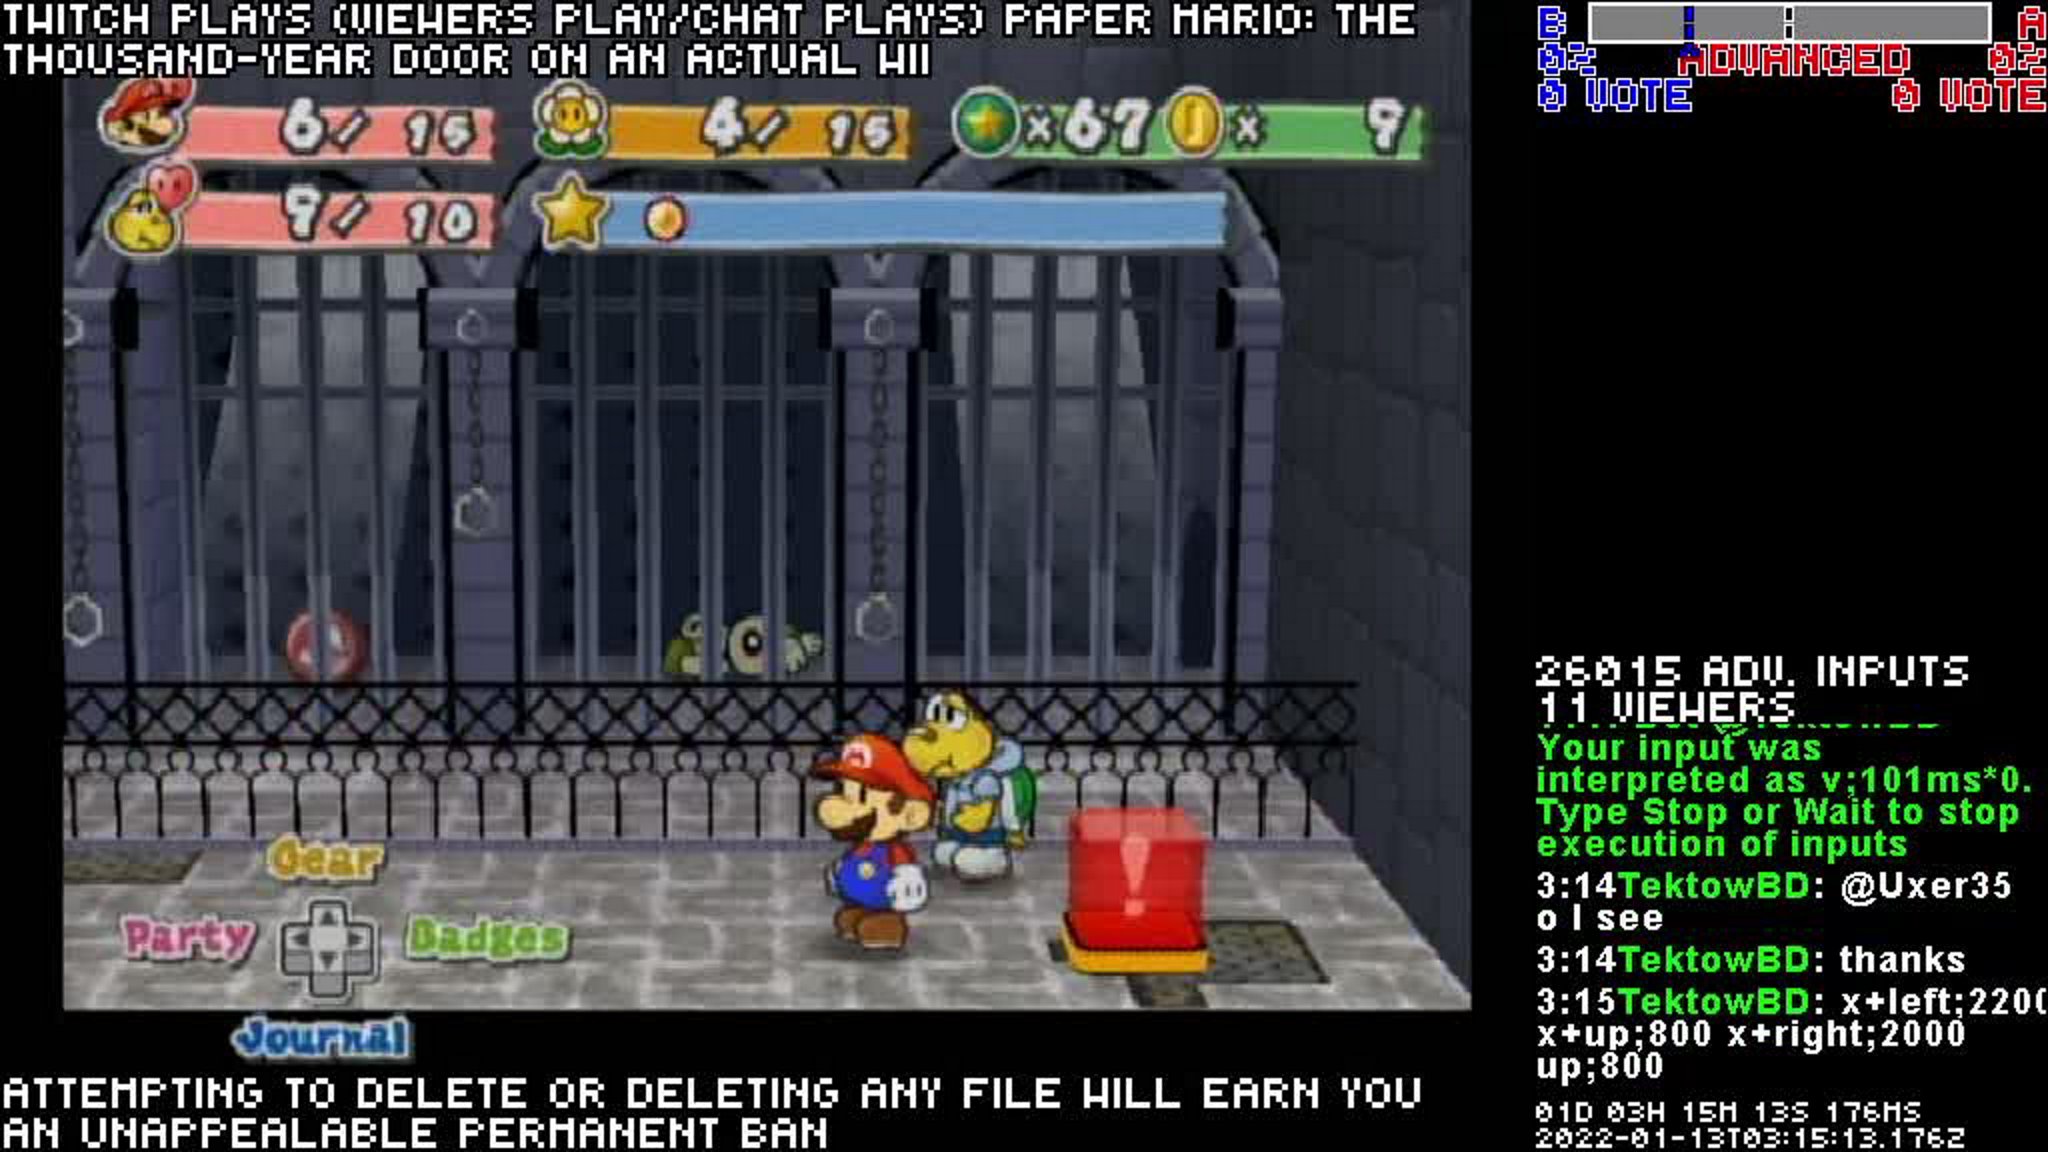 TWITCH PLAYS (VIEWERS PLAY/CHAT PLAYS) PAPER MARIO: THE
THOUSAND-YEAR DOOR ON AN ACTUAL WII
B A
0% ADVANCED 0%
0 VOTE 0 VOTE
6/ 15 4/ 15 x67 x 9
9/ 10
!
Gear
Party Badges
Journal
26015 ADV. INPUTS
11 VIEWERS
Your input was
interpreted as v;101ms*0.
Type Stop or Wait to stop
execution of inputs
3:14TektowBD: @Uxer35
o I see
3:14TektowBD: thanks
3:15TektowBD: x+left;220
x+up;800 x+right;2000
up;800
01D 03H 15M 13S 176MS
2022-01-13T03:15:13.176Z
ATTEMPTING TO DELETE OR DELETING ANY FILE WILL EARN YOU
AN UNAPPEALABLE PERMANENT BAN